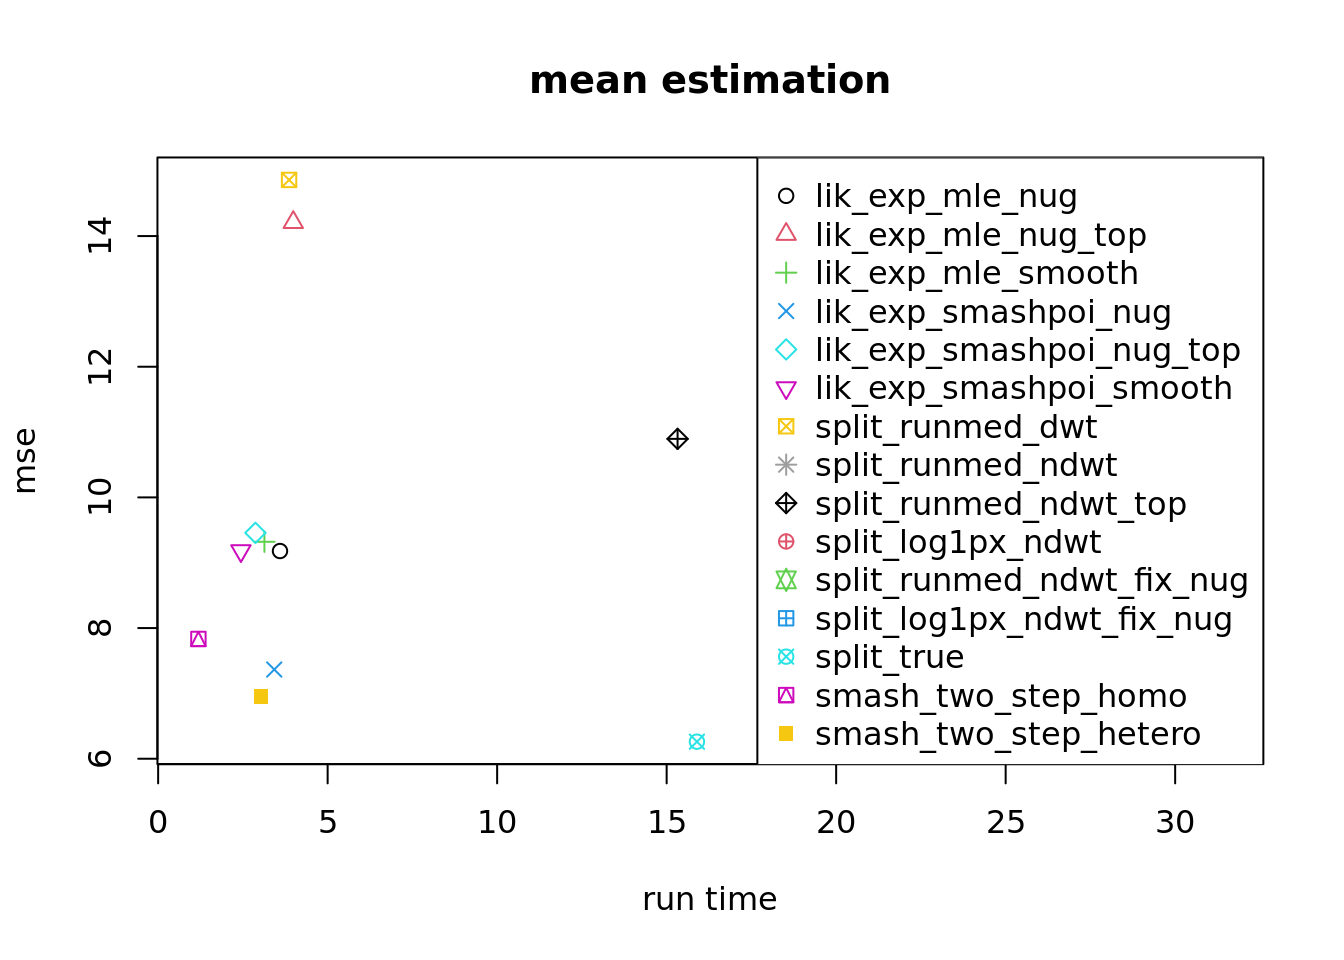 mean estimation
mse
14
12
10
8
6
lik_exp_mle_nug
lik_exp_mle_nug_top
lik_exp_mle_smooth
lik_exp_smashpoi_nug
lik_exp_smashpoi_nug_top
lik_exp_smashpoi_smooth
split_runmed_dwt
split_runmed_ndwt
split_runmed_ndwt_top
split_log1px_ndwt
split_runmed_ndwt_fix_nug
split_log1px_ndwt_fix_nug
split_true
smash_two_step_homo
smash_two_step_hetero
0 5 10 15 20 25 30
run time